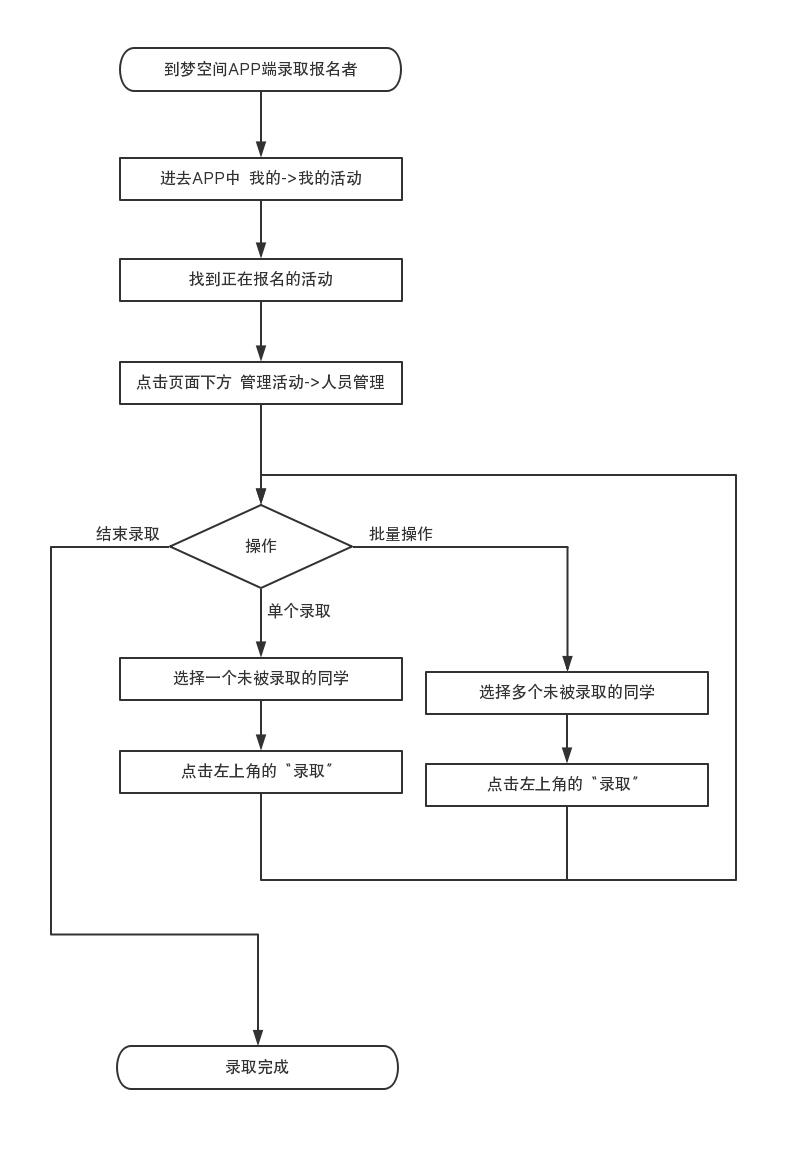 到梦空间APP端录取报名者
进去APP中 我的->我的活动
找到正在报名的活动
点击页面下方 管理活动->人员管理
结束录取
批量操作
操作
单个录取
选择一个未被录取的同学
选择多个未被录取的同学
点击左上角的“录取”
点击左上角的“录取”
录取完成